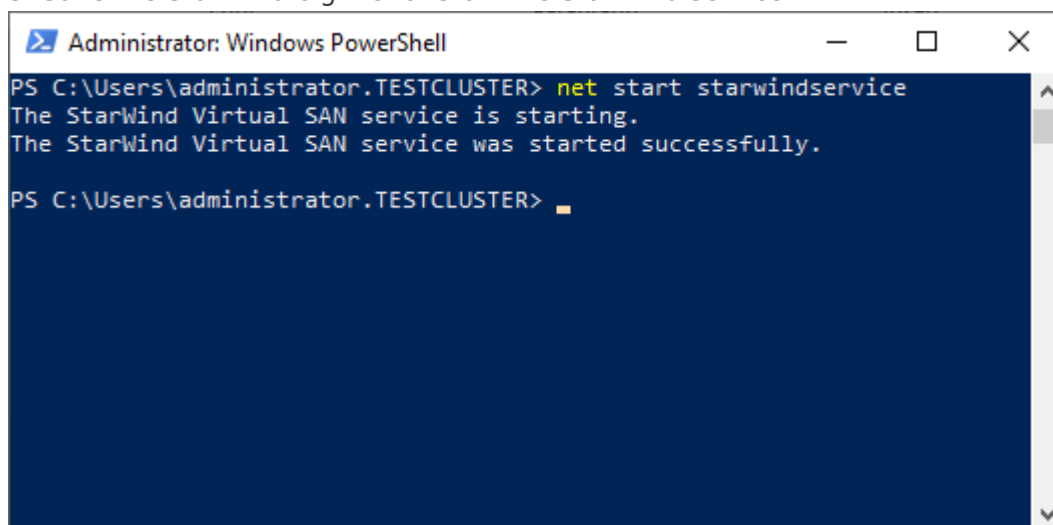 Administrator: Windows PowerShell
PS C:\Users\administrator.TESTCLUSTER> net start starwindservice
The StarWind Virtual SAN service is starting.
The StarWind Virtual SAN service was started successfully.
PS C:\Users\administrator.TESTCLUSTER>